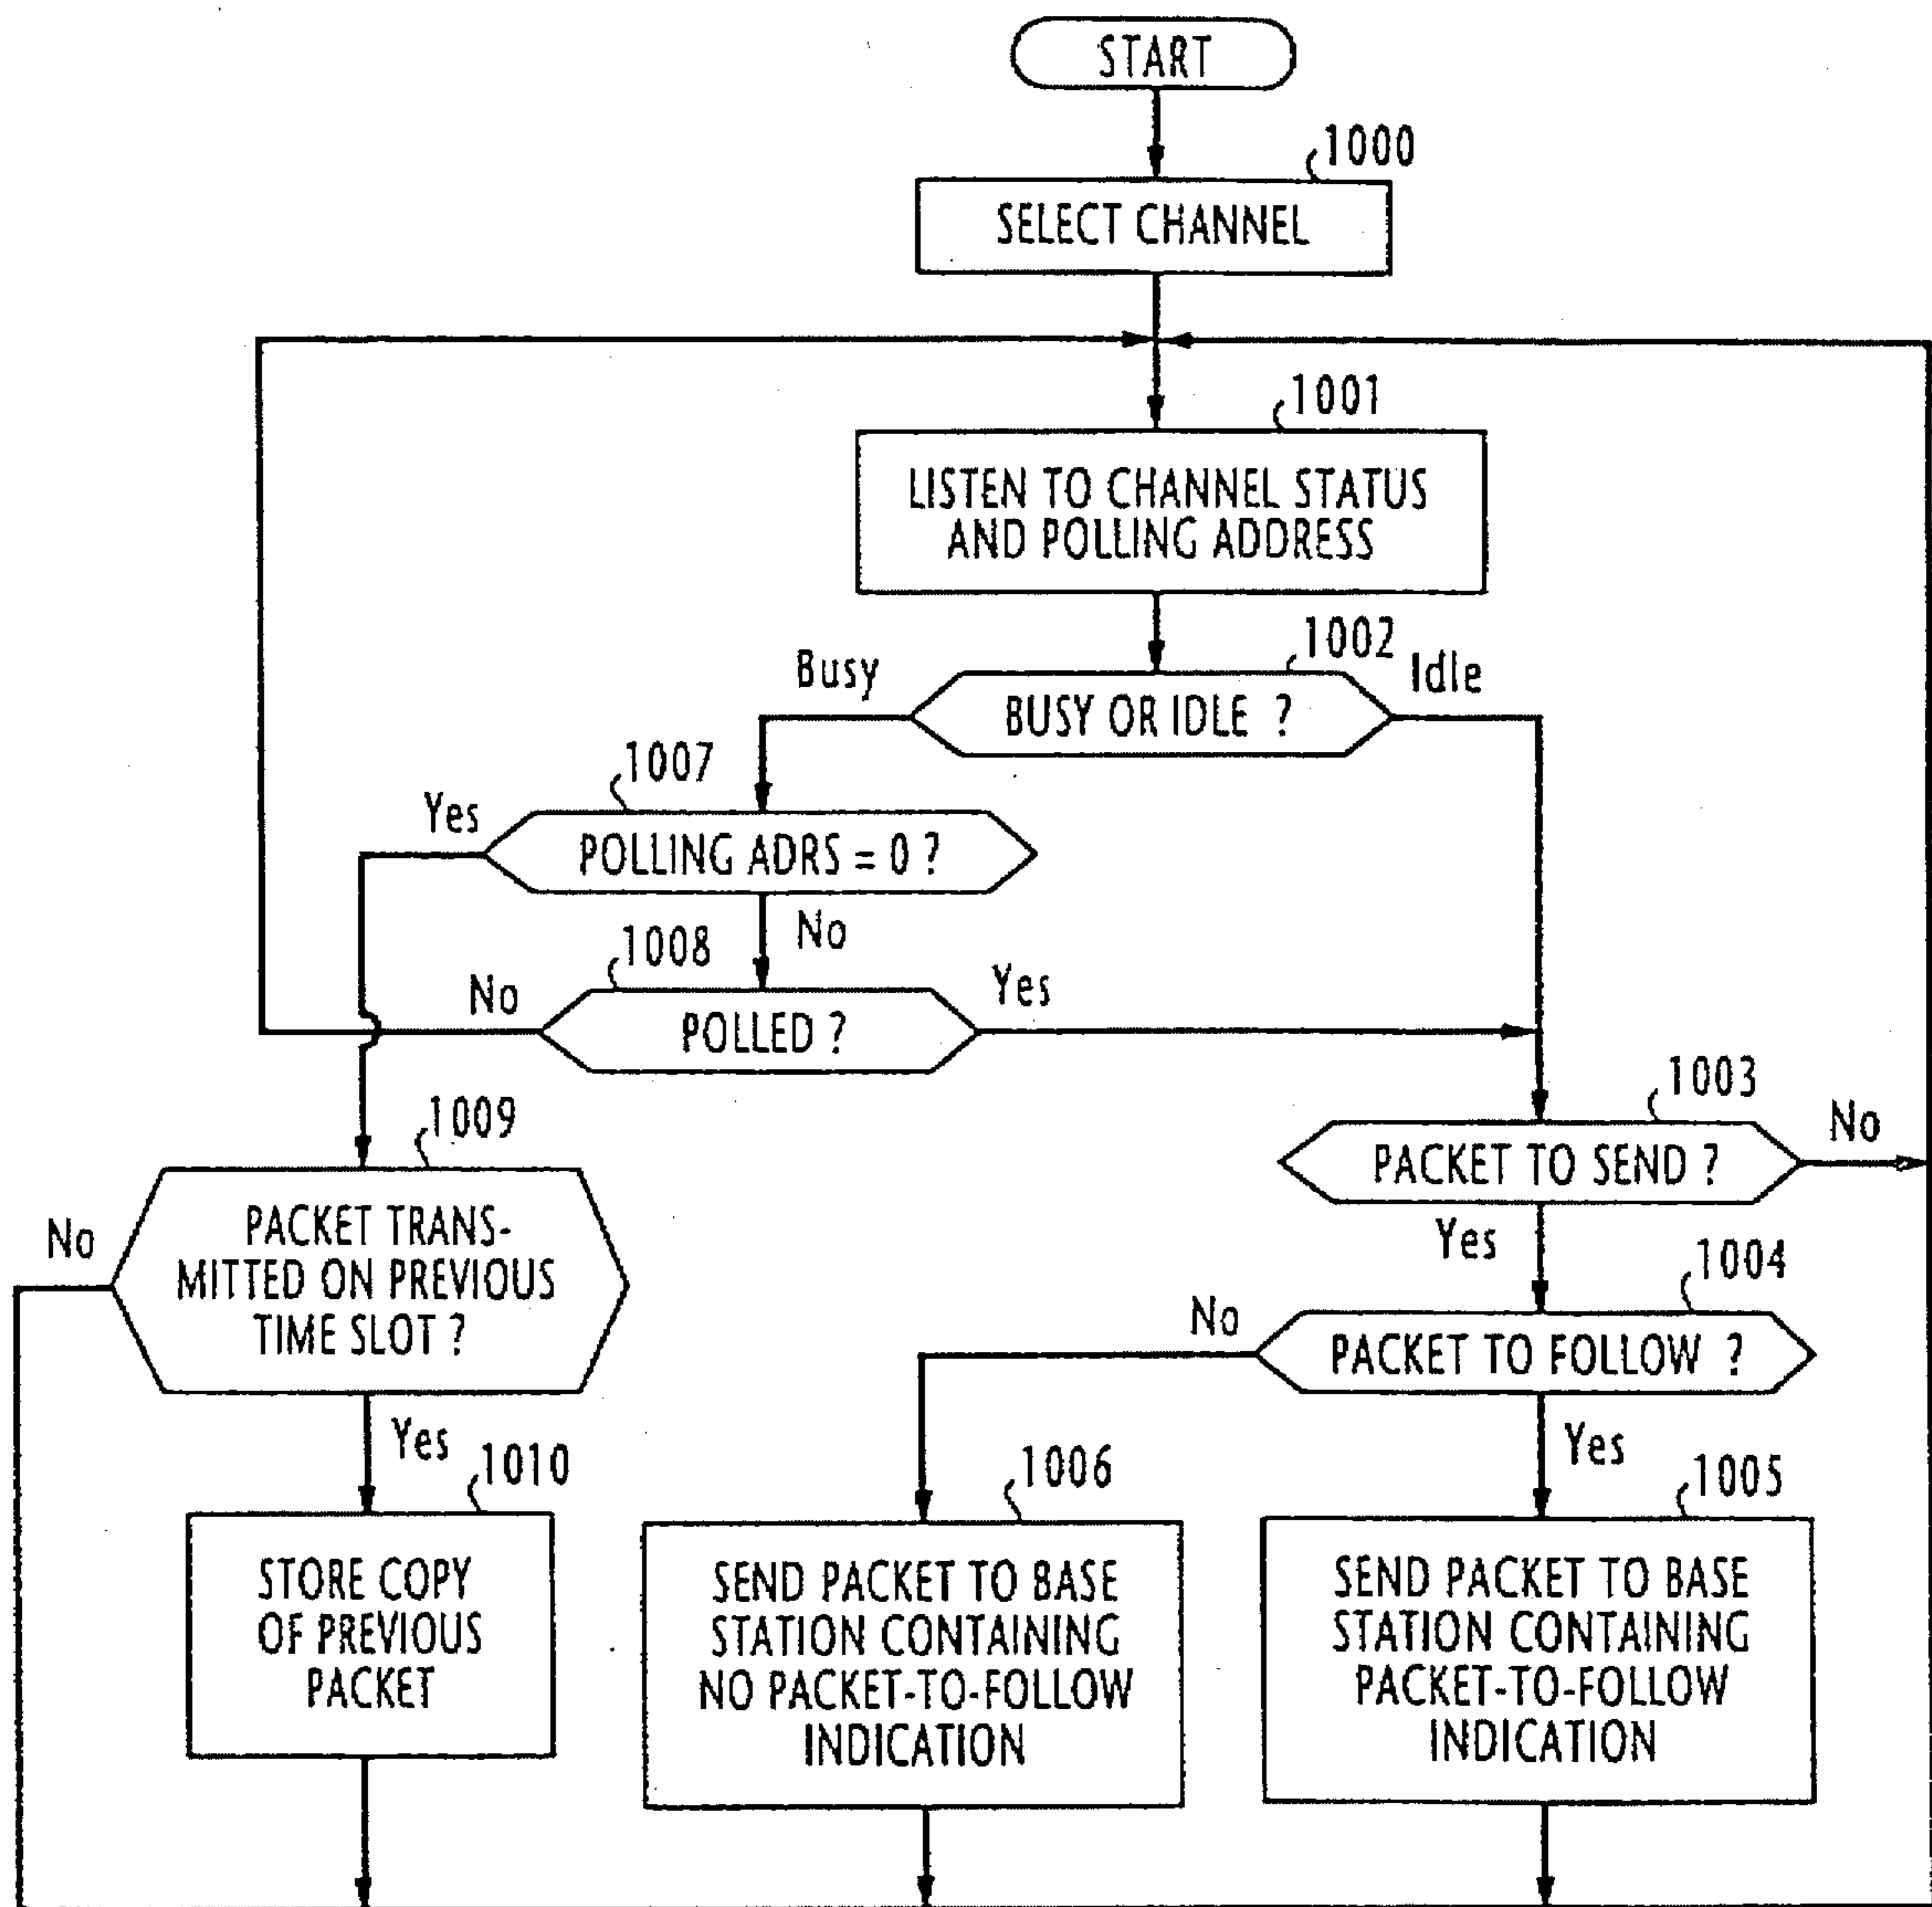 START
1000
SELECT CHANNEL
1001
LISTEN TO CHANNEL STATUS
AND POLLING ADDRESS
1002
Busy
Idle
BUSY OR IDLE ?
1007
Yes
POLLING ADRS = 0 ?
No
1008
No
Yes
POLLED ?
1003
No
PACKET TO SEND ?
Yes
1009
No
PACKET TRANS-
MITTED ON PREVIOUS
TIME SLOT ?
Yes
1004
No
PACKET TO FOLLOW ?
Yes
1010
STORE COPY
OF PREVIOUS
PACKET
1006
SEND PACKET TO BASE
STATION CONTAINING
NO PACKET-TO-FOLLOW
INDICATION
1005
SEND PACKET TO BASE
STATION CONTAINING
PACKET-TO-FOLLOW
INDICATION